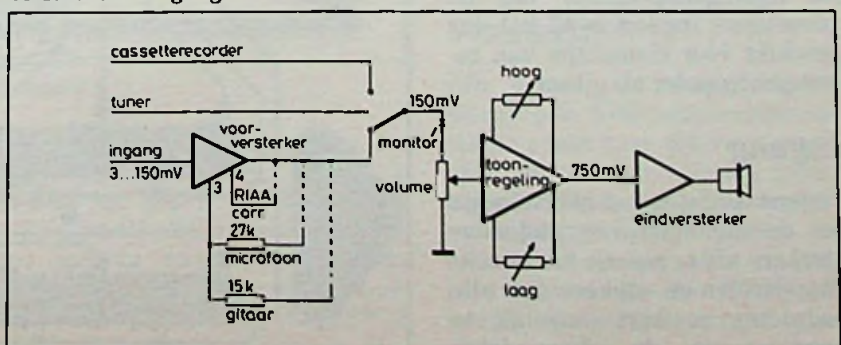 cassetterecorder
tuner
ingang
3...150mV
voor-
versterker
3
4
RIAA
corr
27k
microfoon
15k
gitaar
150mV
monitor
volume
hoog
toon-
regeling
laag
750mV
eindversterker